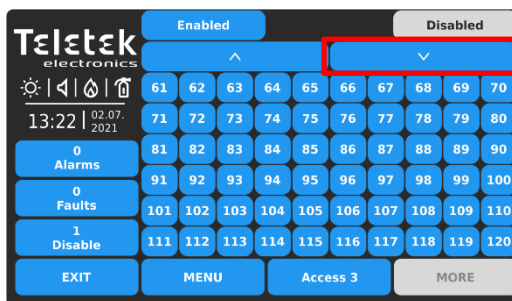 Enabled Disabled
Teletek
electronics
61 62 63 64 65 66 67 68 69 70
13:22 02.07.
2021
71 72 73 74 75 76 77 78 79 80
0
Alarms
81 82 83 84 85 86 87 88 89 90
0
Faults
91 92 93 94 95 96 97 98 99 100
101 102 103 104 105 106 107 108 109 110
1
Disable
111 112 113 114 115 116 117 118 119 120
EXIT MENU Access 3 MORE